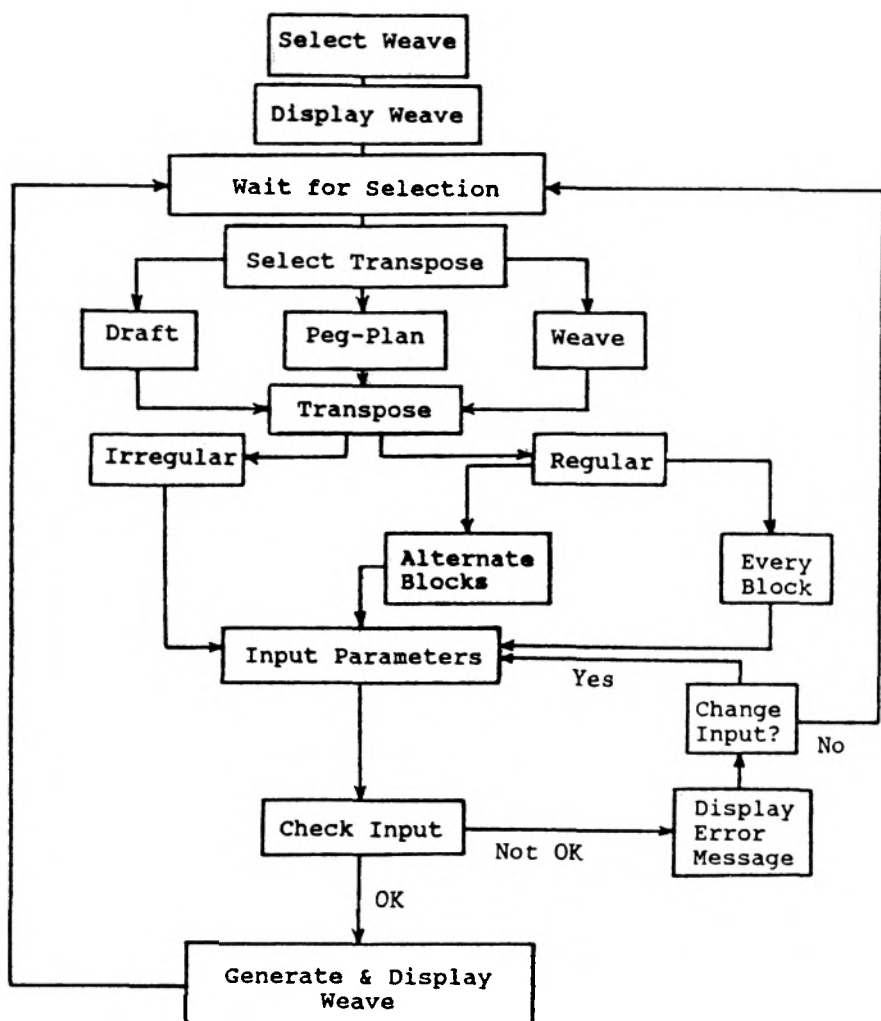 Select Weave
Display Weave
Wait for Selection
Select Transpose
Draft
Peg-Plan
Weave
Transpose
Irregular
Regular
Alternate
Blocks
Every
Block
Input Parameters
Yes
Change
Input?
No
Check Input
Not OK
Display
Error
Message
OK
Generate & Display
Weave